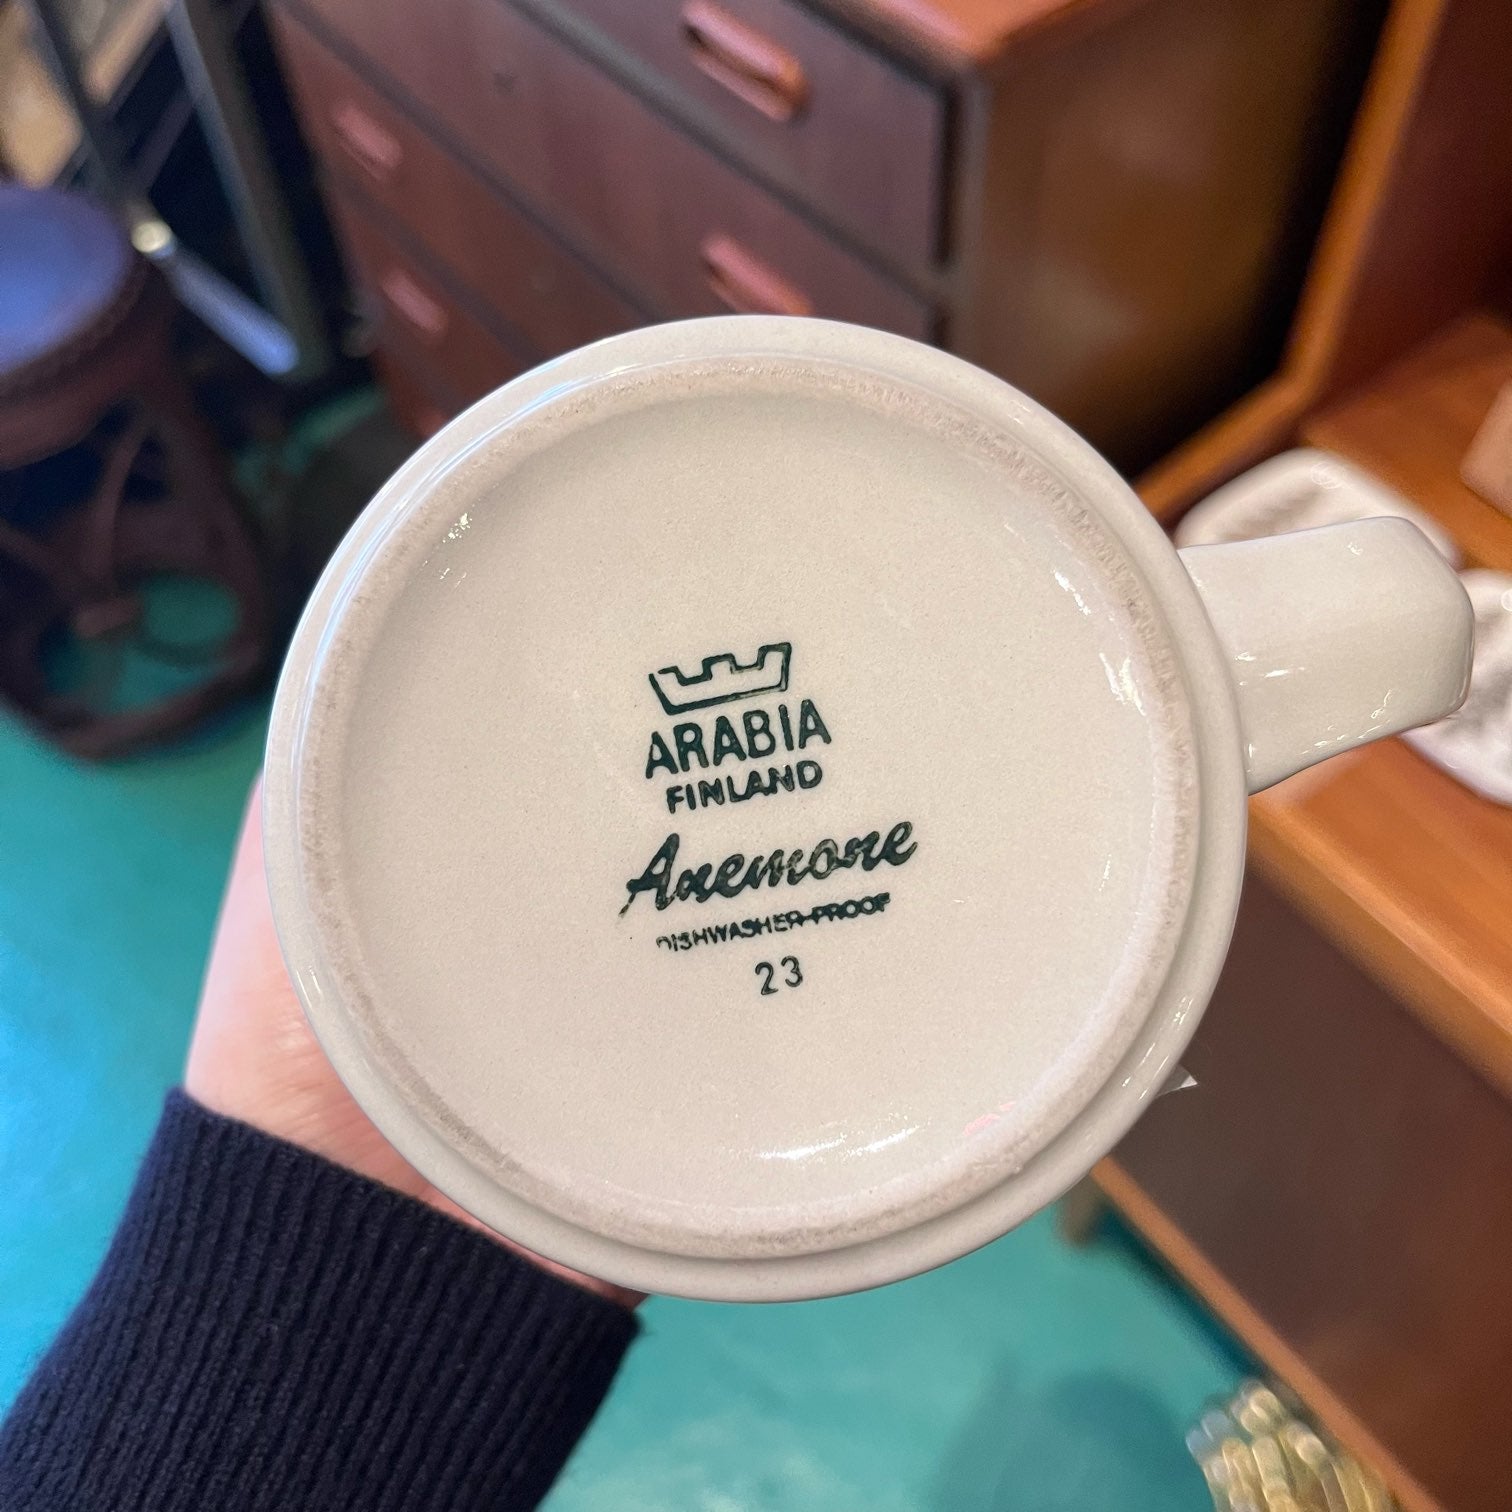 ARABIA
FINLAND
Anemone
DISHWASHER-PROOF
23